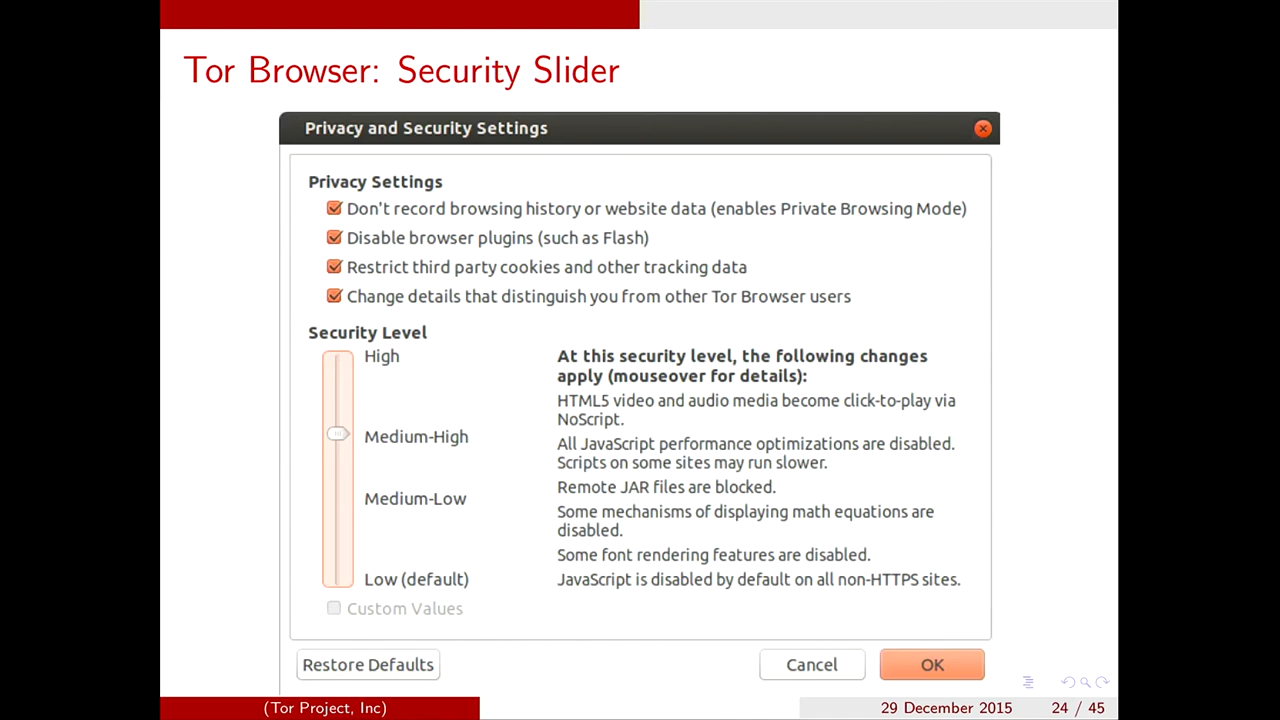 Tor Browser: Security Slider
Privacy and Security Settings
Privacy Settings
Don't record browsing history or website data (enables Private Browsing Mode)
Disable browser plugins (such as Flash)
Restrict third party cookies and other tracking data
Change details that distinguish you from other Tor Browser users
Security Level
High
Medium-High
Medium-Low
Low (default)
Custom Values
At this security level, the following changes
apply (mouseover for details):
HTML5 video and audio media become click-to-play via
NoScript.
All JavaScript performance optimizations are disabled.
Scripts on some sites may run slower.
Remote JAR files are blocked.
Some mechanisms of displaying math equations are
disabled.
Some font rendering features are disabled.
JavaScript is disabled by default on all non-HTTPS sites.
Restore Defaults
Cancel
OK
(Tor Project, Inc)
29 December 2015
24 / 45